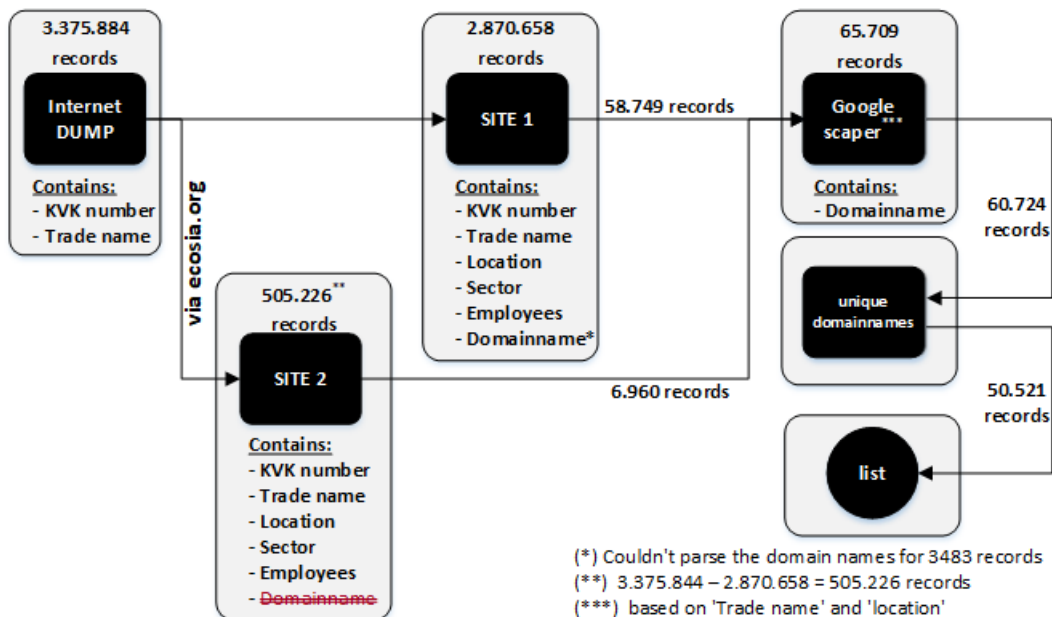 3.375.884
records
Internet
DUMP
Contains:
- KVK number
- Trade name
via ecosia.org
505.226**
records
SITE 2
Contains:
- KVK number
- Trade name
- Location
- Sector
- Employees
- Domainname
2.870.658
records
SITE 1
Contains:
- KVK number
- Trade name
- Location
- Sector
- Employees
- Domainname*
58.749 records
6.960 records
65.709
records
Google
scaper***
Contains:
- Domainname
60.724
records
unique
domainnames
50.521
records
list
(*) Couldn't parse the domain names for 3483 records
(**) 3.375.844 – 2.870.658 = 505.226 records
(***) based on 'Trade name' and 'location'